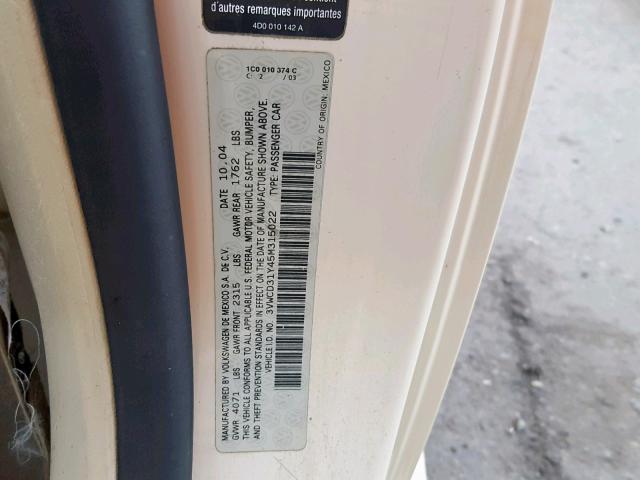 d'autres remarques importantes
4D0 010 142 A
1C0 010 374 C
/ 03
MANUFACTURED BY VOLKSWAGEN DE MEXICO S.A. DE C.V. DATE 10.04
GVWR 4071 LBS GAWR FRONT 2315 LBS GAWR REAR 1762 LBS
THIS VEHICLE CONFORMS TO ALL APPLICABLE U.S. FEDERAL MOTOR VEHICLE SAFETY, BUMPER,
AND THEFT PREVENTION STANDARDS IN EFFECT ON THE DATE OF MANUFACTURE SHOWN ABOVE.
VEHICLE I.D. NO. 3VWCD31Y45M315022 TYPE: PASSENGER CAR
COUNTRY OF ORIGIN: MEXICO